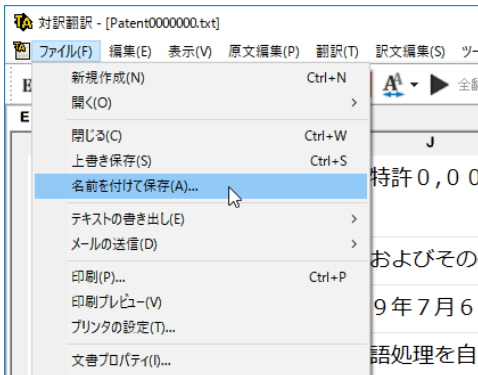 対訳翻訳 - [Patent0000000.txt]
ファイル(F) 編集(E) 表示(V) 原文編集(P) 翻訳(T) 訳文編集(S) ツー
新規作成(N) Ctrl+N
開く(O) >
閉じる(C) Ctrl+W
上書き保存(S) Ctrl+S
名前を付けて保存(A)...
テキストの書き出し(E) >
メールの送信(D) >
印刷(P)... Ctrl+P
印刷プレビュー(V)
プリンタの設定(T)...
文書プロパティ(I)...
A 全
E
J
特許０,００
およびその
９年７月６
語処理を自